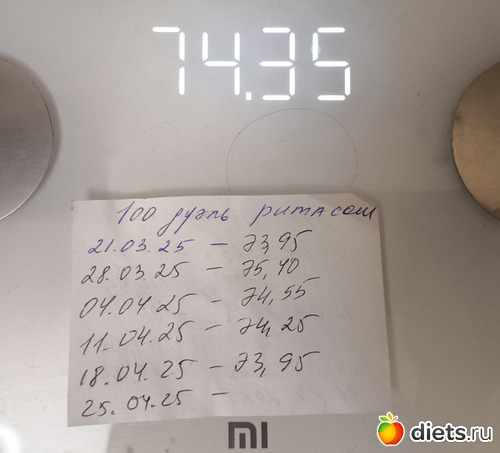 74.35
100 дуэль ритасош
21.03.25 – 73,95
28.03 25 – 75,40
04.04.25 – 74,55
11.04.25 – 74,25
18.04.25 – 73,95
25.04.25 –
mi
diets.ru